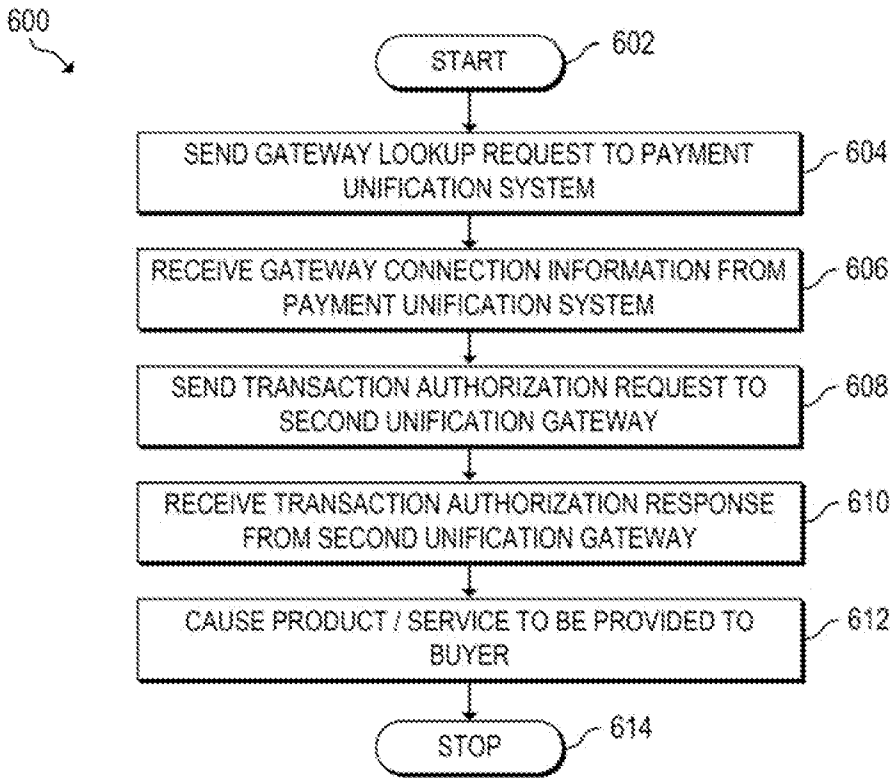 600
START
602
SEND GATEWAY LOOKUP REQUEST TO PAYMENT
UNIFICATION SYSTEM
604
RECEIVE GATEWAY CONNECTION INFORMATION FROM
PAYMENT UNIFICATION SYSTEM
606
SEND TRANSACTION AUTHORIZATION REQUEST TO
SECOND UNIFICATION GATEWAY
608
RECEIVE TRANSACTION AUTHORIZATION RESPONSE
FROM SECOND UNIFICATION GATEWAY
610
CAUSE PRODUCT / SERVICE TO BE PROVIDED TO
BUYER
612
STOP
614